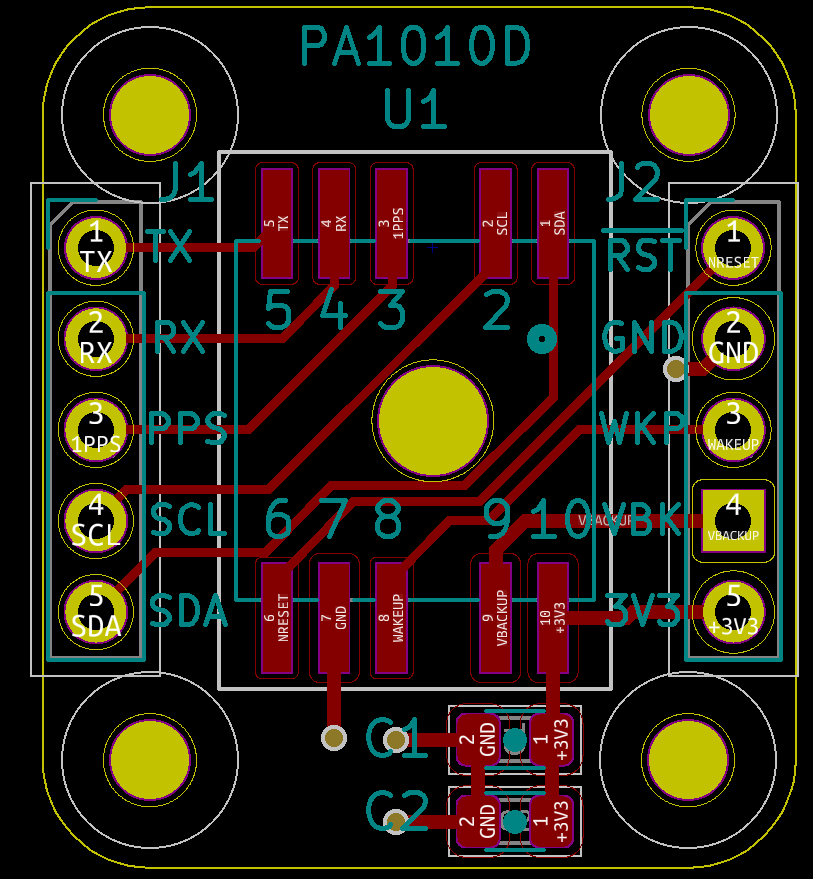 PA1010D
U1
J1
J2
5 TX
4 RX
3 1PPS
2 SCL
1 SDA
1 TX
TX
RST
1 NRESET
5 4 3 2
2 RX
RX
GND
2 GND
3 1PPS
PPS
WKP
3 WAKEUP
4 SCL
SCL
6 7 8 9 10
VBACKUP
VBK
4 VBACKUP
5 SDA
SDA
6 NRESET
7 GND
8 WAKEUP
9 VBACKUP
10 +3V3
3V3
5 +3V3
C1
2 GND
1 +3V3
C2
2 GND
1 +3V3